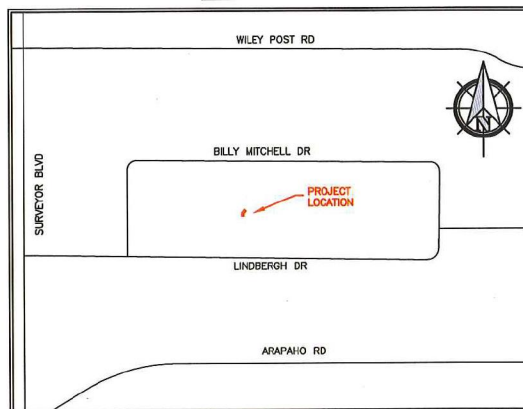 WILEY POST RD
N
BILLY MITCHELL DR
SURVEYOR BLVD
PROJECT
LOCATION
LINDBERGH DR
ARAPAHO RD